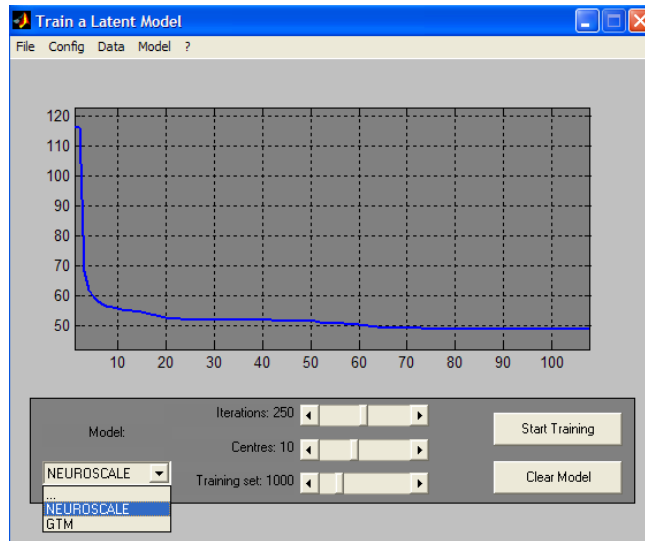 Train a Latent Model
File Config Data Model ?
120
110
100
90
80
70
60
50
10 20 30 40 50 60 70 80 90 100
Model:
Iterations: 250
Centres: 10
Training set: 1000
Start Training
Clear Model
NEUROSCALE
...
NEUROSCALE
GTM